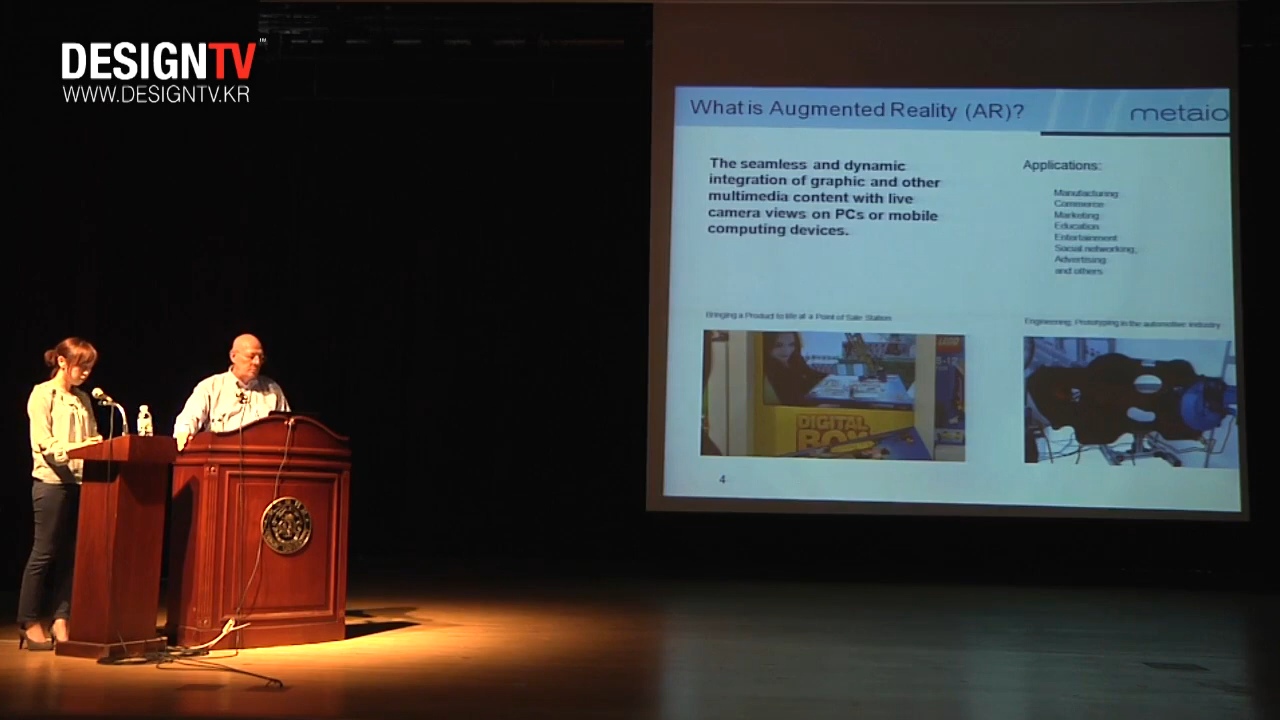 DESIGNTV
WWW.DESIGNTV.KR
What is Augmented Reality (AR)?
metaio
The seamless and dynamic
integration of graphic and other
multimedia content with live
camera views on PCs or mobile
computing devices.
Applications:
Manufacturing
Commerce
Marketing
Education
Entertainment
Social networking,
Advertising
and others
Bringing a Product to life at a Point of Sale Station
Engineering: Prototyping in the automotive industry
DIGITAL
BOX
4